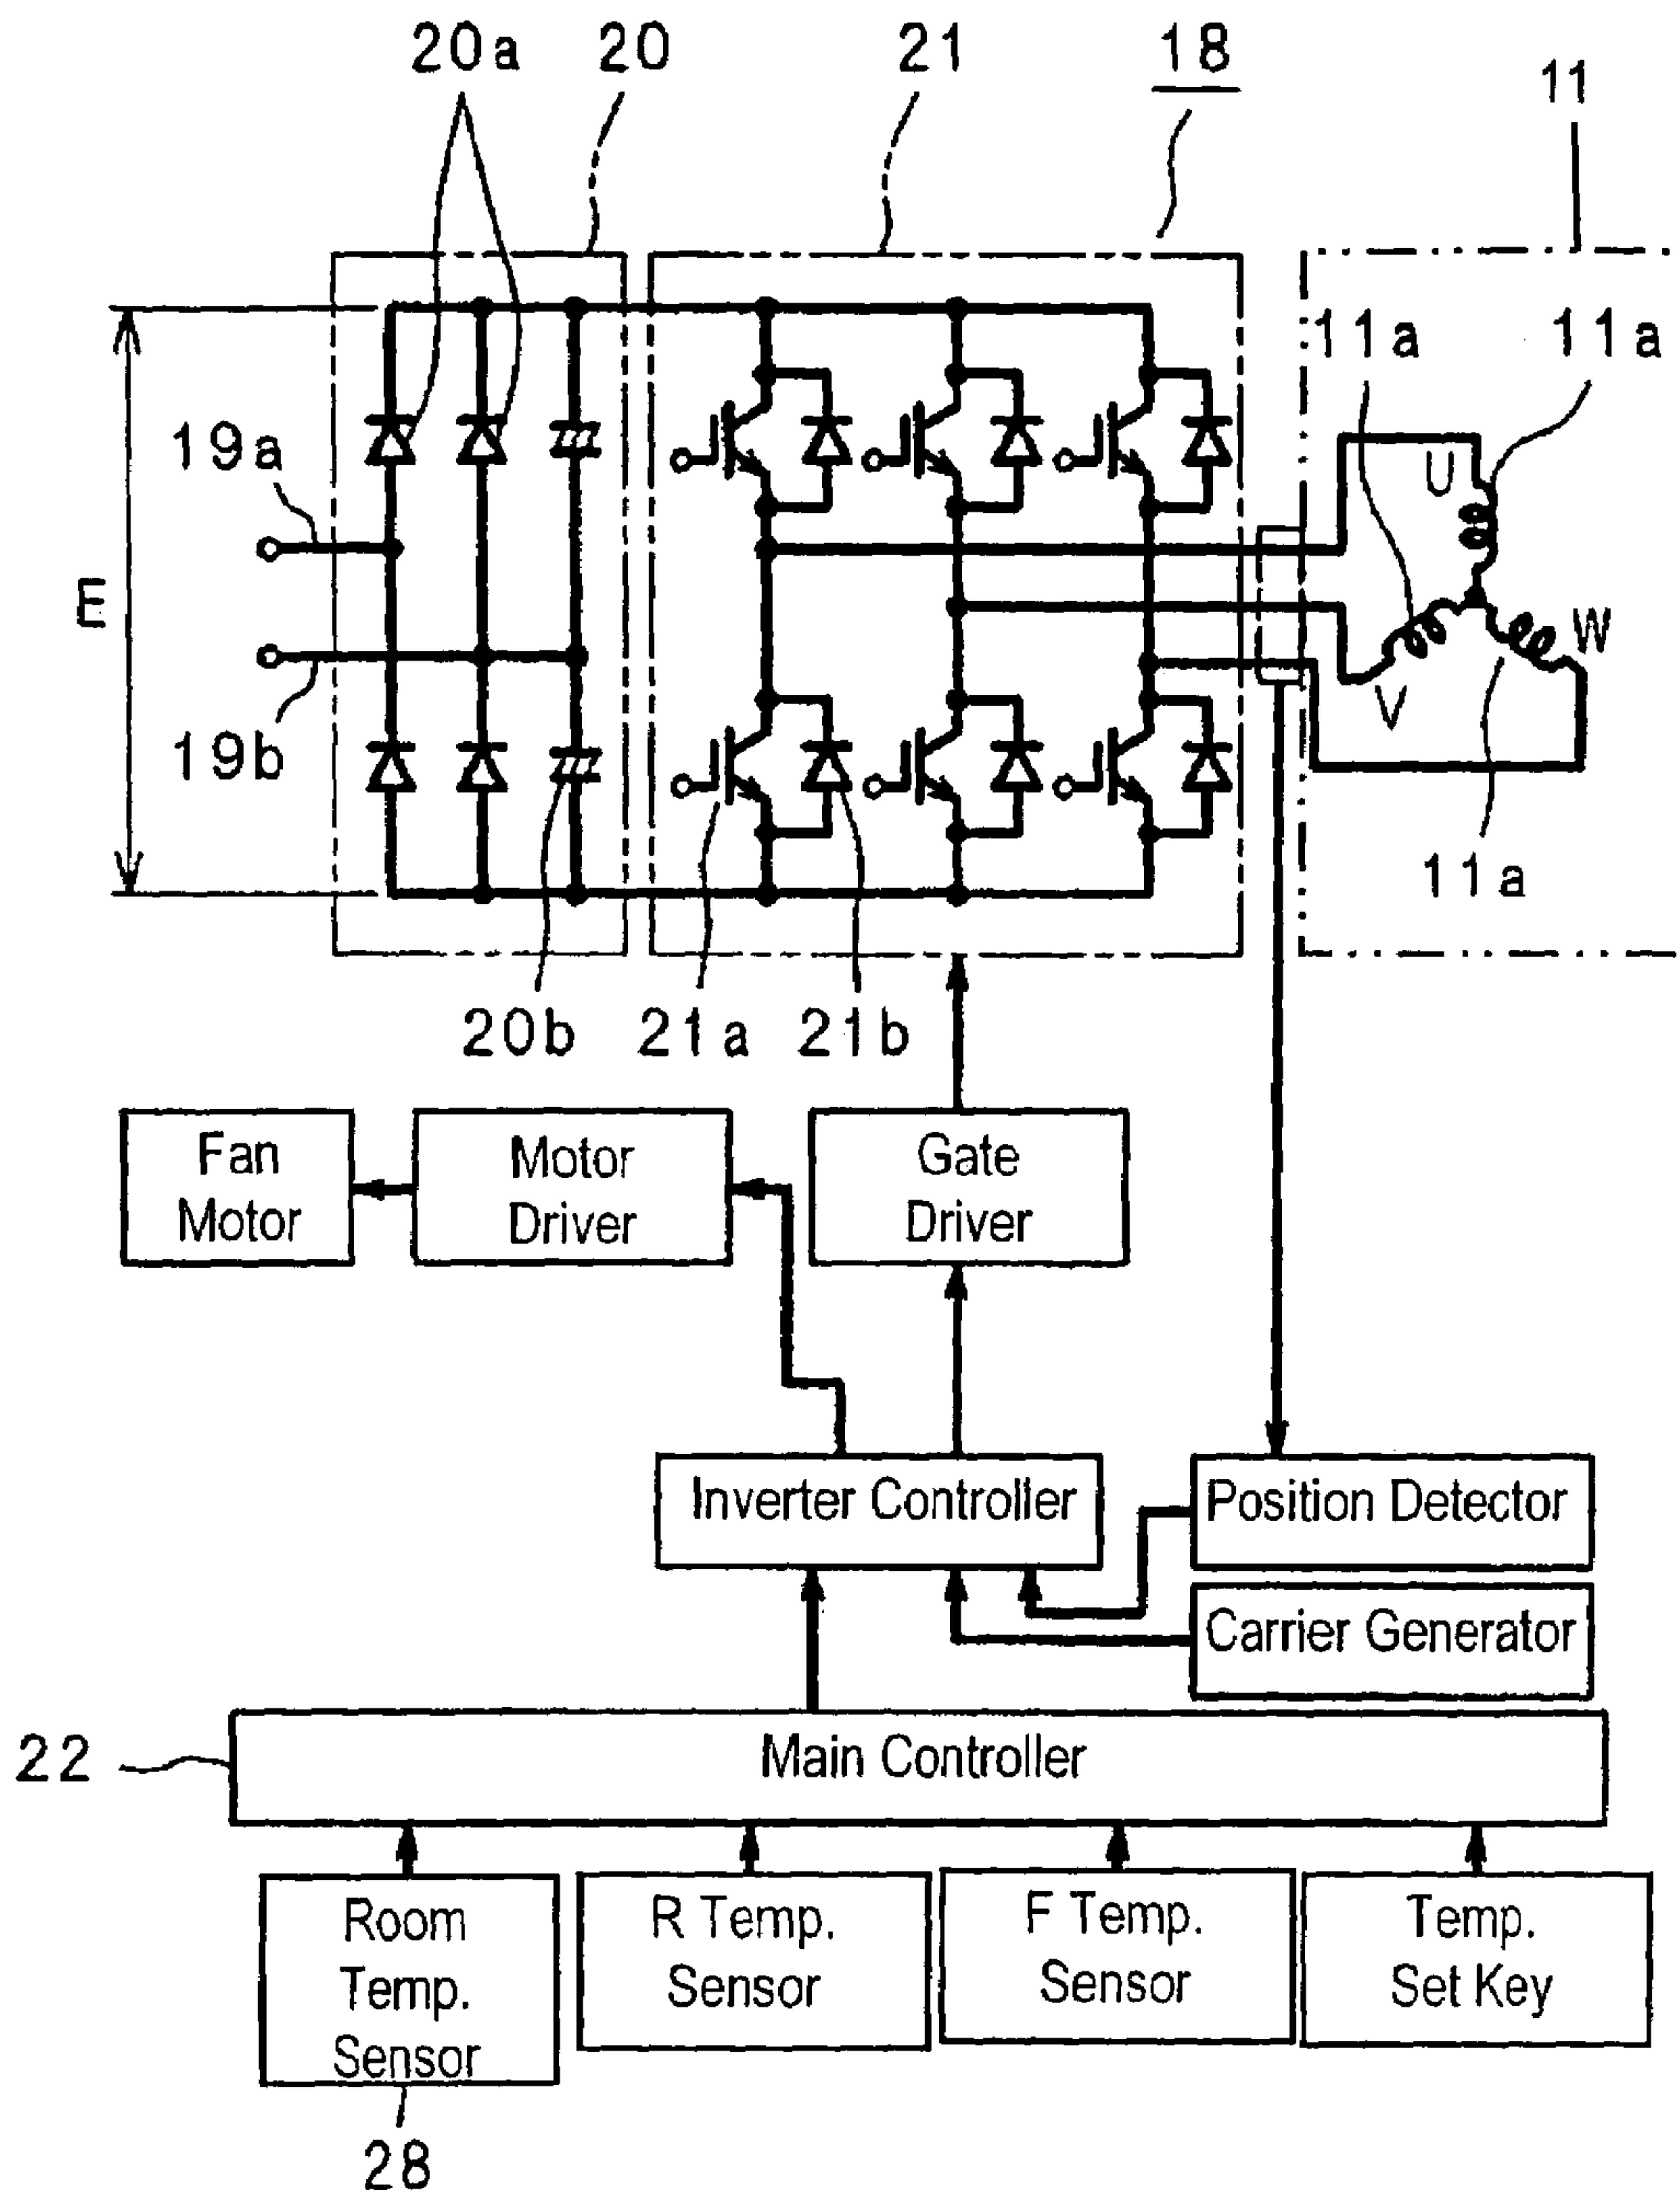 20a 20 21 18 11
11a 11a
19a
U
E
W
19b
V
11a
20b 21a 21b
Fan
Motor
Motor
Driver
Gate
Driver
Inverter Controller
Position Detector
Carrier Generator
22
Main Controller
Room
Temp.
Sensor
R Temp.
Sensor
F Temp.
Sensor
Temp.
Set Key
28